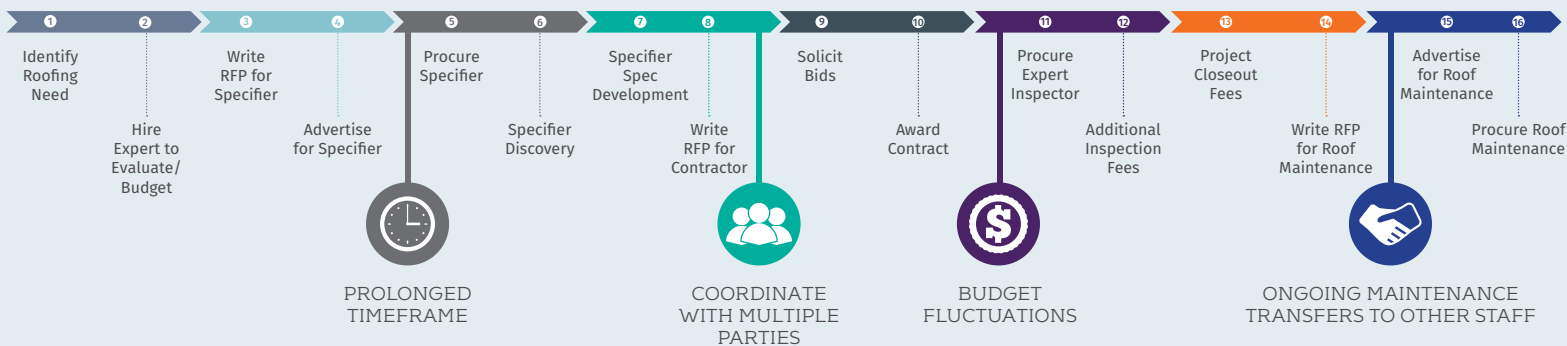 1
Identify
Roofing
Need
2
Hire
Expert to
Evaluate/
Budget
3
Write
RFP for
Specifier
4
Advertise
for Specifier
5
Procure
Specifier
6
Specifier
Discovery
7
Specifier
Spec
Development
8
Write
RFP for
Contractor
9
Solicit
Bids
10
Award
Contract
11
Procure
Expert
Inspector
12
Additional
Inspection
Fees
13
Project
Closeout
Fees
14
Write RFP
for Roof
Maintenance
15
Advertise
for Roof
Maintenance
16
Procure Roof
Maintenance
PROLONGED
TIMEFRAME
COORDINATE
WITH MULTIPLE
PARTIES
$
BUDGET
FLUCTUATIONS
ONGOING MAINTENANCE
TRANSFERS TO OTHER STAFF